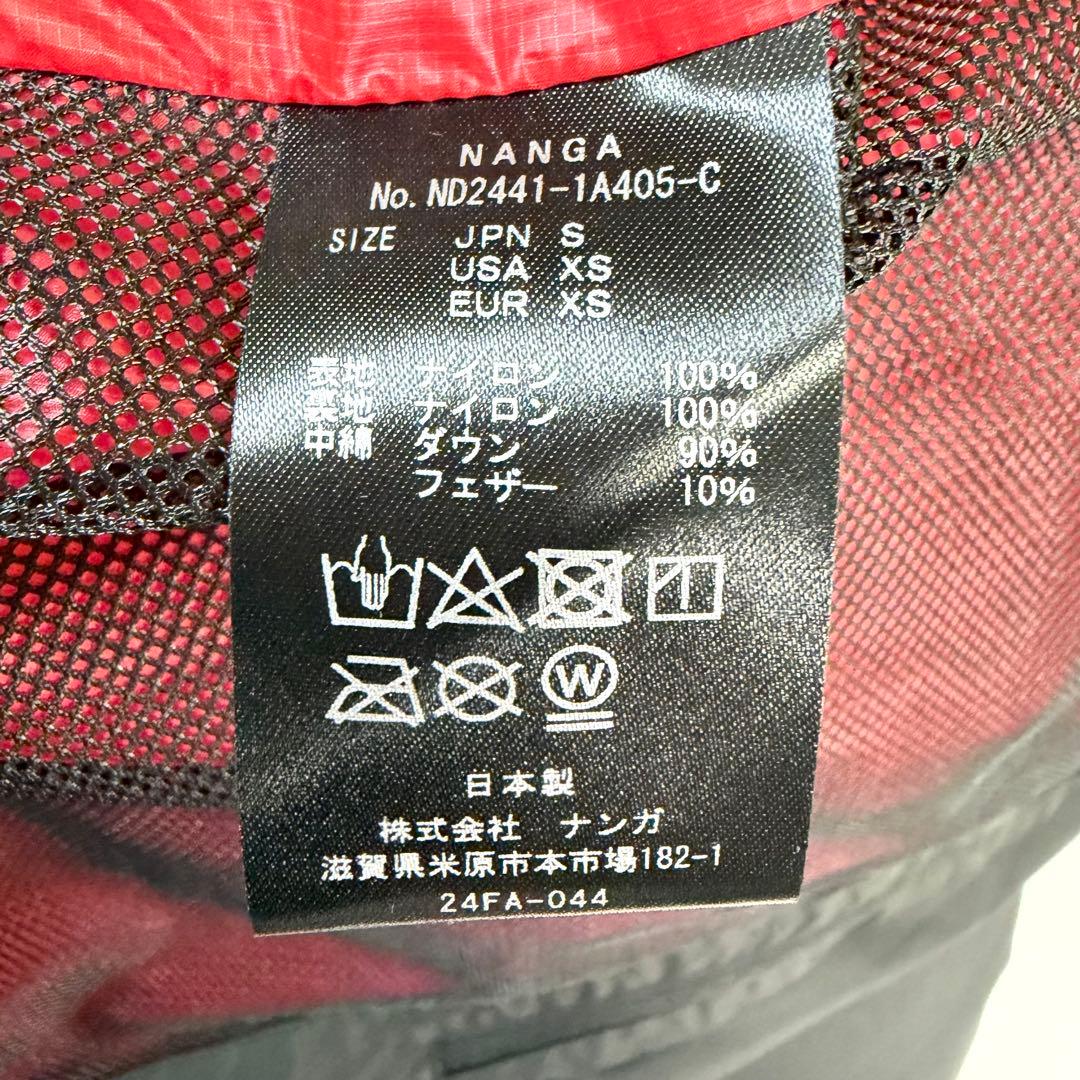 NANGA
No. ND2441-1A405-C
SIZE JPN S
USA XS
EUR XS
表地 ナイロン 100%
裏地 ナイロン 100%
中綿 ダウン 90%
フェザー 10%
W
日本製
株式会社 ナンガ
滋賀県米原市本市場182-1
24FA-044